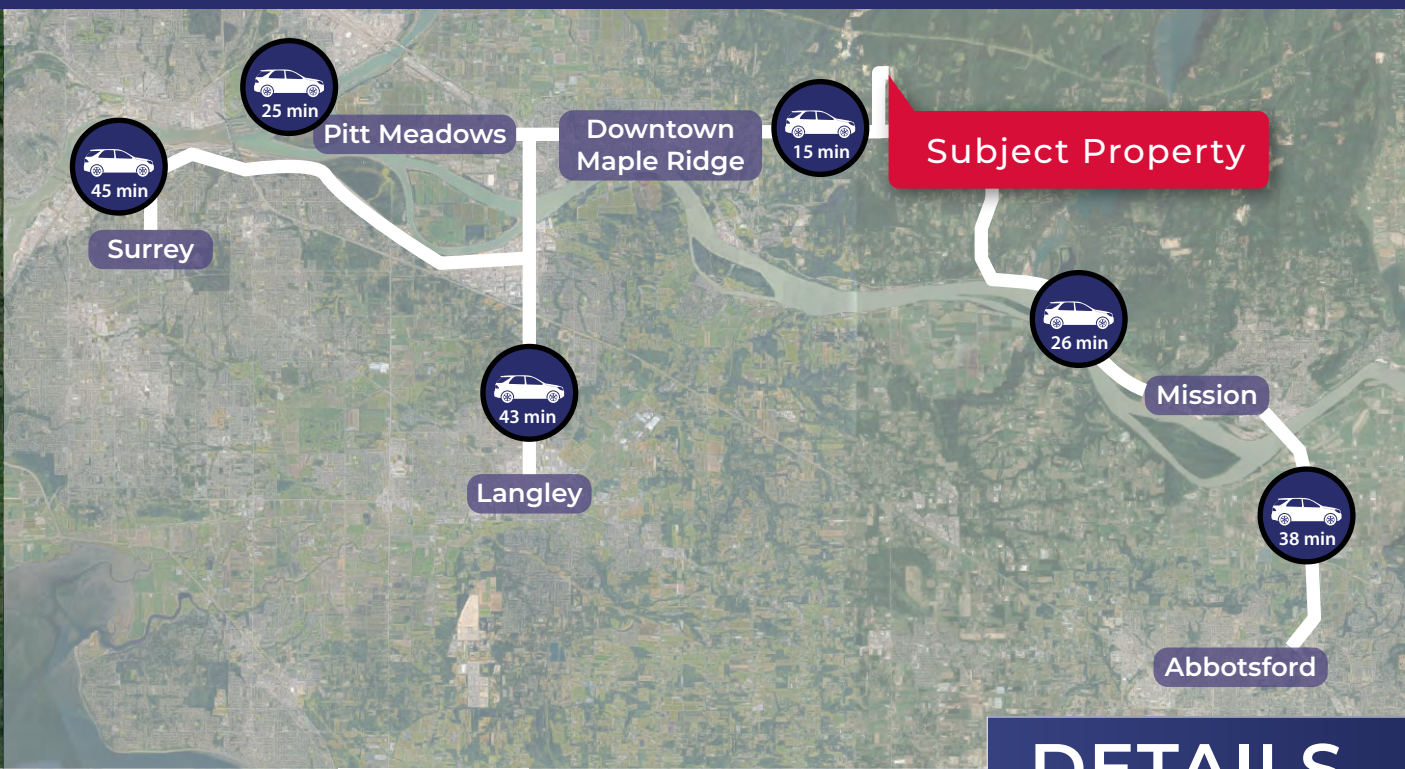 25 min
Pitt Meadows
Downtown
Maple Ridge
15 min
Subject Property
45 min
Surrey
26 min
43 min
Mission
Langley
38 min
Abbotsford
DETAILS